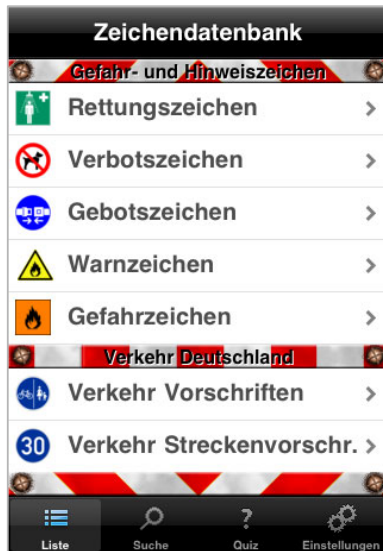 Zeichendatenbank
Gefahr- und Hinweiszeichen
Rettungszeichen
Verbotszeichen
Gebotszeichen
Warnzeichen
Gefahrzeichen
Verkehr Deutschland
Verkehr Vorschriften
30 Verkehr Streckenvorschr.
Liste Suche ? Quiz Einstellungen